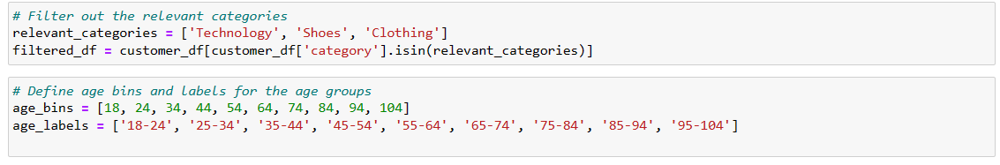 # Filter out the relevant categories
relevant_categories = ['Technology', 'Shoes', 'Clothing']
filtered_df = customer_df[customer_df['category'].isin(relevant_categories)]
# Define age bins and labels for the age groups
age_bins = [18, 24, 34, 44, 54, 64, 74, 84, 94, 104]
age_labels = ['18-24', '25-34', '35-44', '45-54', '55-64', '65-74', '75-84', '85-94', '95-104']